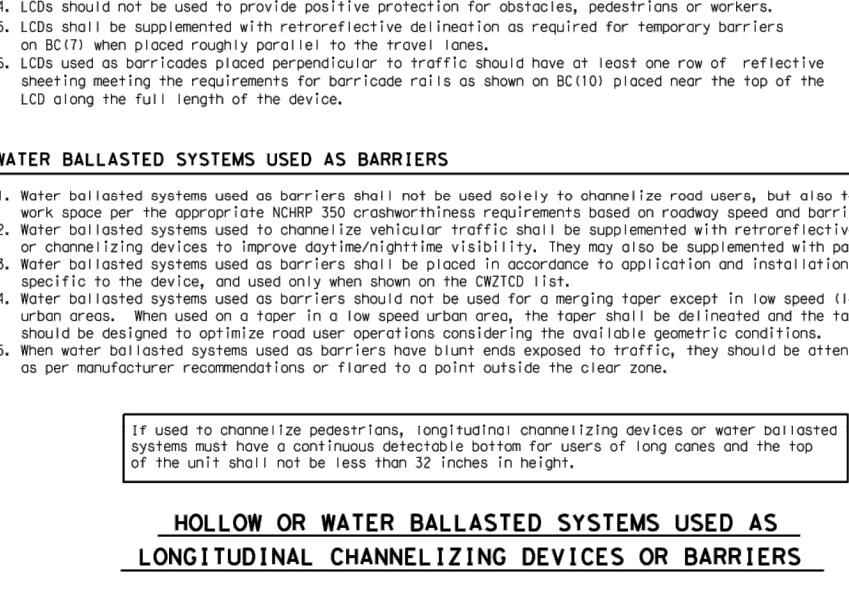 4. LCDs should not be used to provide positive protection for obstacles, pedestrians or workers.
5. LCDs shall be supplemented with retroreflective delineation as required for temporary barriers
on BC(7) when placed roughly parallel to the travel lanes.
6. LCDs used as barricades placed perpendicular to traffic should have at least one row of reflective
sheeting meeting the requirements for barricade rails as shown on BC(10) placed near the top of the
LCD along the full length of the device.
WATER BALLASTED SYSTEMS USED AS BARRIERS
1. Water ballasted systems used as barriers shall not be used solely to channelize road users, but also
work space per the appropriate NCHRP 350 crashworthiness requirements based on roadway speed and
2. Water ballasted systems used to channelize vehicular traffic shall be supplemented with
or channelizing devices to improve daytime/nighttime visibility. They may also be supplemented with
3. Water ballasted systems used as barriers shall be placed in accordance to application and installation
specific to the device, and used only when shown on the CWZTCD list.
4. Water ballasted systems used as barriers should not be used for a merging taper except in low speed
urban areas. When used on a taper in a low speed urban area, the taper shall be delineated and the
should be designed to optimize road user operations considering the available geometric conditions.
5. When water ballasted systems used as barriers have blunt ends exposed to traffic, they should be
as per manufacturer recommendations or flared to a point outside the clear zone.
If used to channelize pedestrians, longitudinal channelizing devices or water ballasted
systems must have a continuous detectable bottom for users of long canes and the top
of the unit shall not be less than 32 inches in height.
HOLLOW OR WATER BALLASTED SYSTEMS USED AS
LONGITUDINAL CHANNELIZING DEVICES OR BARRIERS